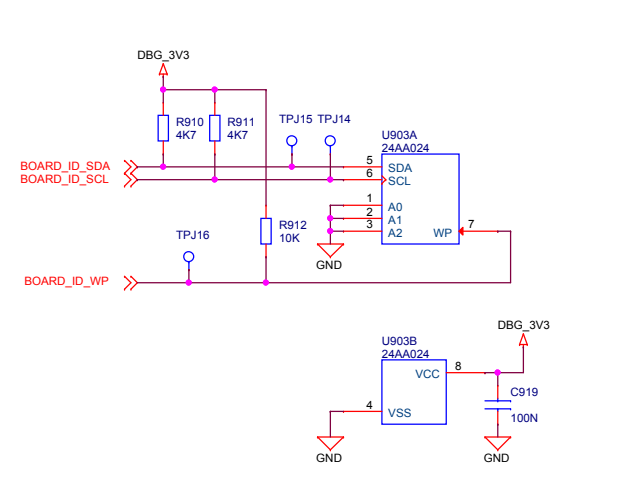 DBG_3V3
R910
4K7
R911
4K7
TPJ15
TPJ14
U903A
24AA024
BOARD_ID_SDA
BOARD_ID_SCL
5
6
SDA
SCL
1
2
3
A0
A1
A2
WP
7
R912
10K
GND
TPJ16
BOARD_ID_WP
DBG_3V3
U903B
24AA024
VCC
8
C919
100N
4
VSS
GND
GND